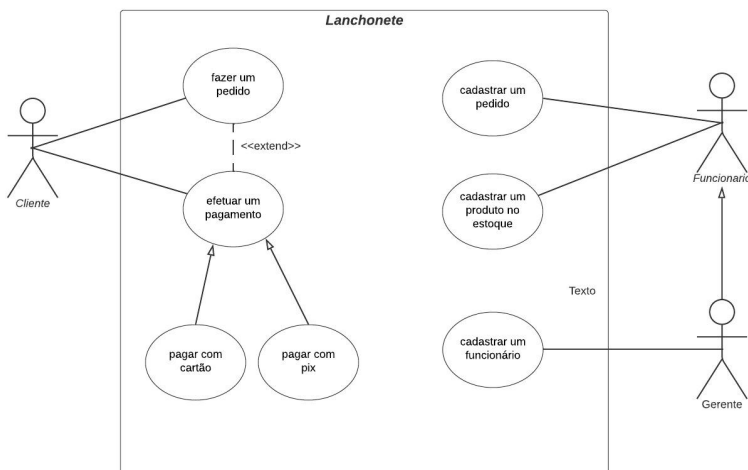 Lanchonete
fazer um
pedido
<<extend>>
efetuar um
pagamento
pagar com
cartão
pagar com
pix
cadastrar um
pedido
cadastrar um
produto no
estoque
Texto
cadastrar um
funcionário
Cliente
Funcionario
Gerente